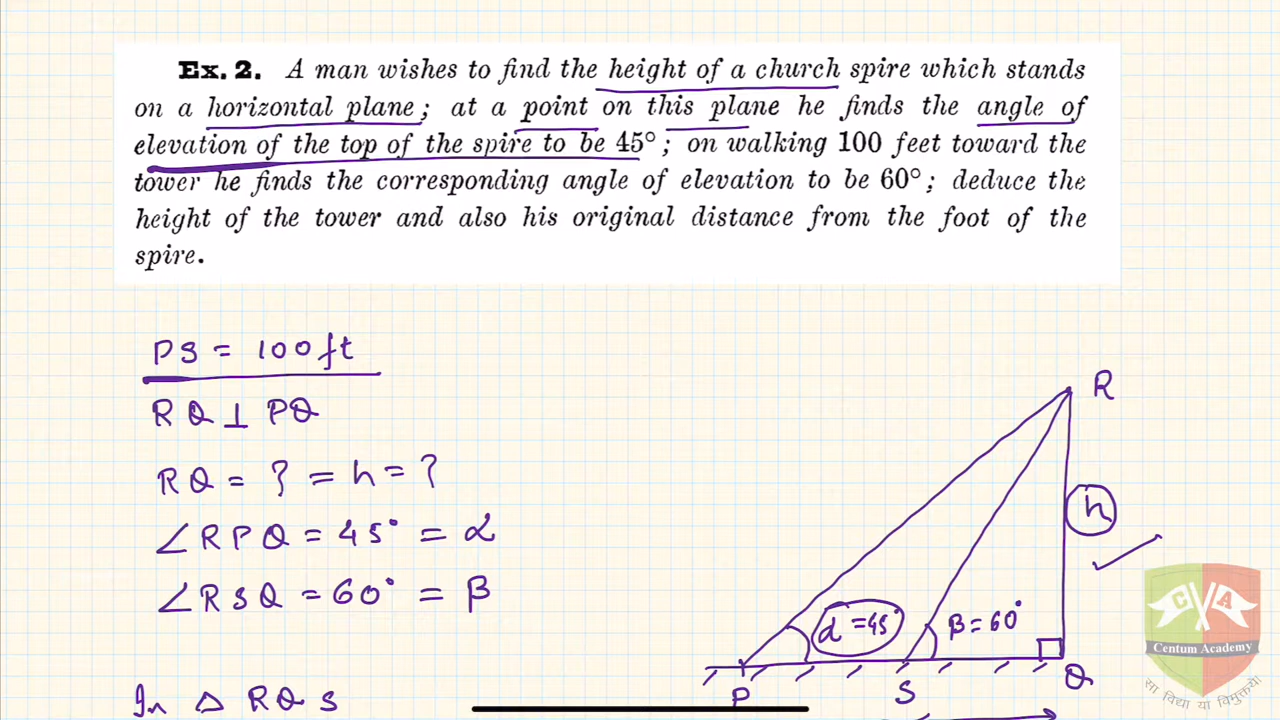 Ex. 2. A man wishes to find the height of a church spire which stands
on a horizontal plane; at a point on this plane he finds the angle of
elevation of the top of the spire to be 45°; on walking 100 feet toward the
tower he finds the corresponding angle of elevation to be 60°; deduce the
height of the tower and also his original distance from the foot of the
spire.
PS = 100ft
RQ ⊥ PQ
RQ = ? = h = ?
∠RPQ = 45° = α
∠RSQ = 60° = β
In △ RQS
R
h
α = 45°
β = 60°
P
S
Q
C A
Centum Academy
सा विद्या या विमुक्तये।